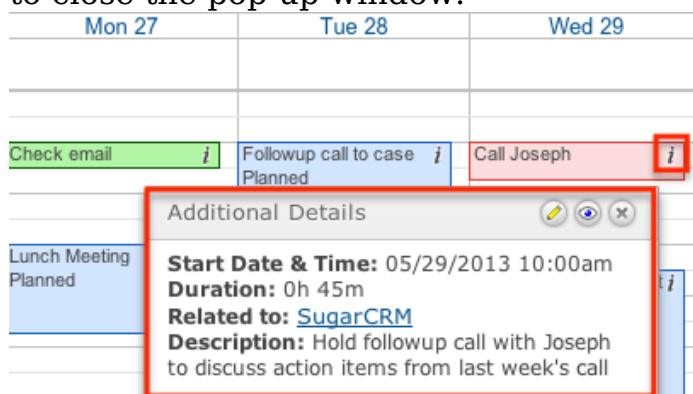 to close the pop-up window.
Mon 27 Tue 28 Wed 29
Check email i Followup call to case i Call Joseph i
Planned
Additional Details
Lunch Meeting
Planned
t i
Start Date & Time: 05/29/2013 10:00am
Duration: 0h 45m
Related to: SugarCRM
Description: Hold followup call with Joseph
to discuss action items from last week's call